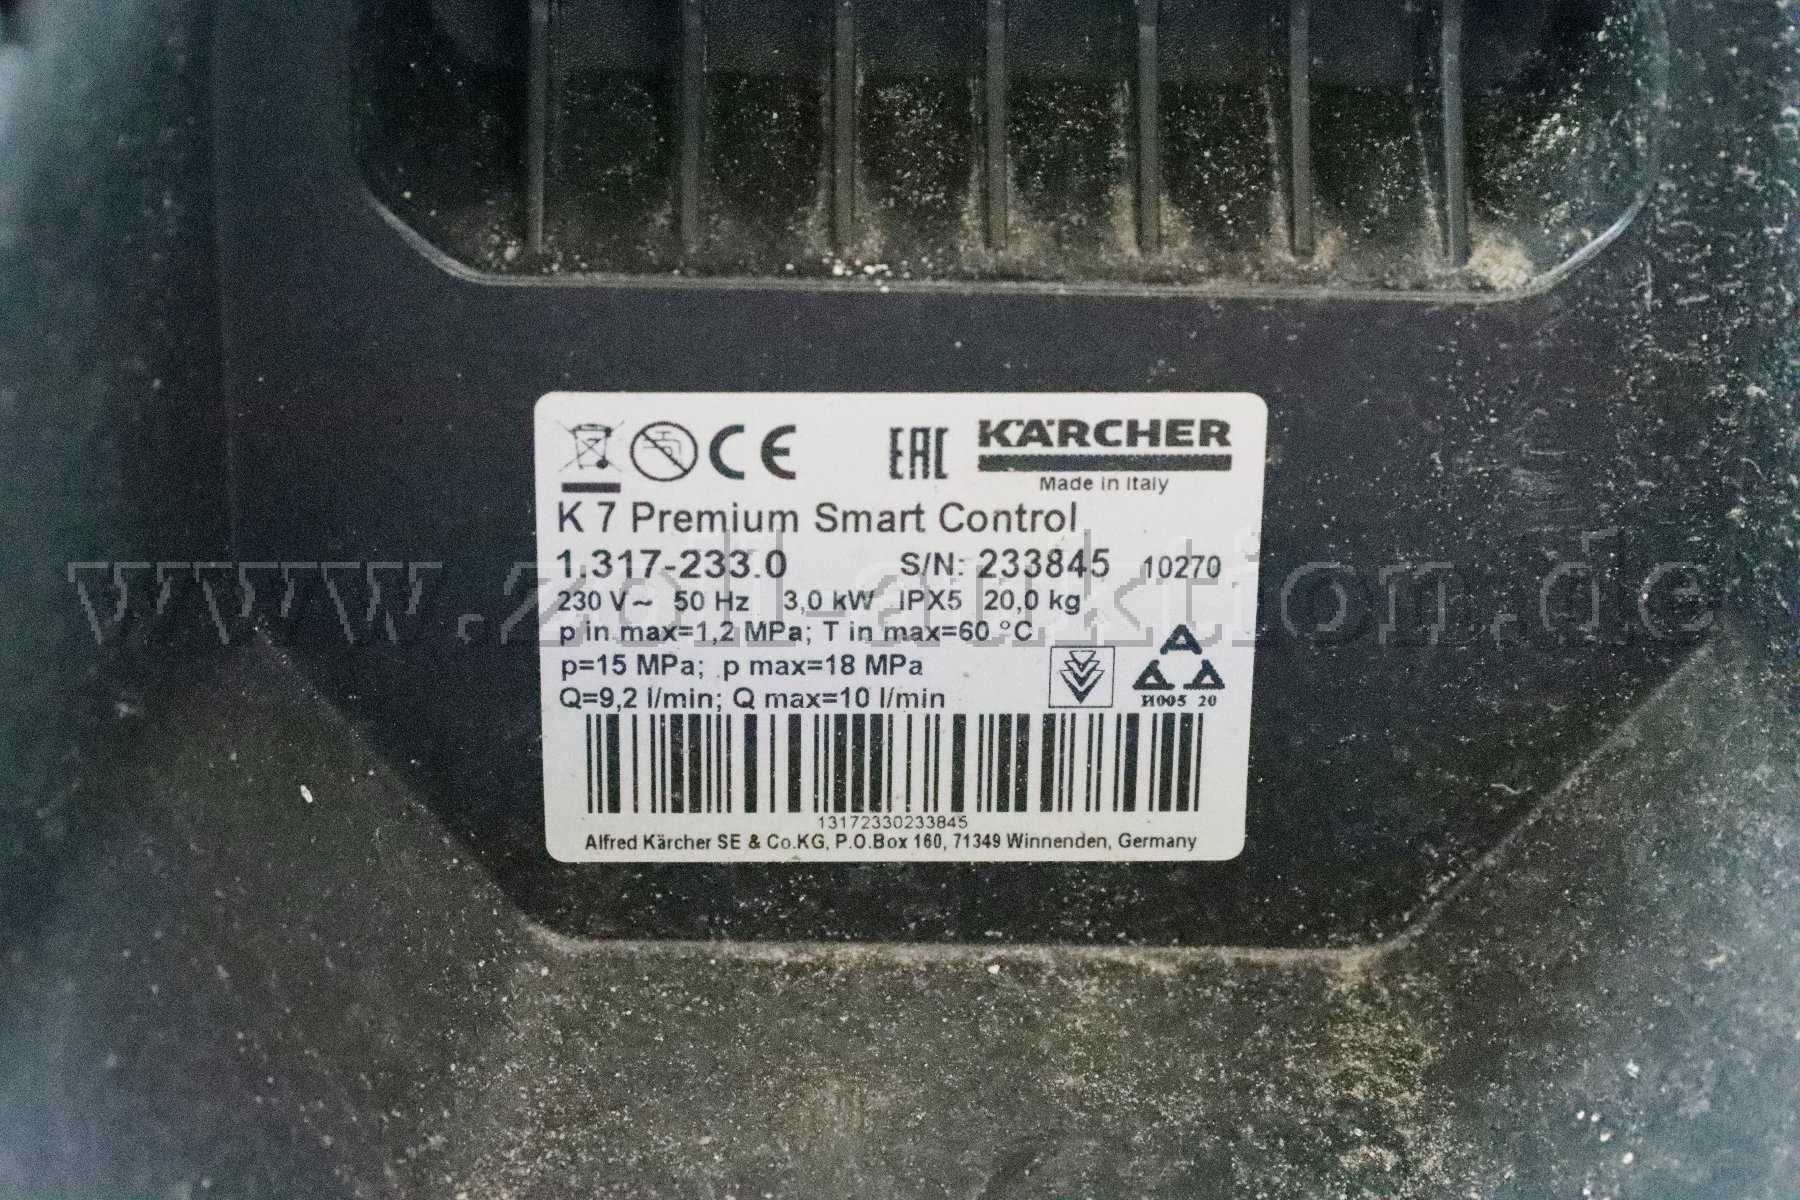 CE EAC KÄRCHER
Made in Italy
K 7 Premium Smart Control
1.317-233.0 S/N: 233845 10270
230 V~ 50 Hz 3,0 kW IPX5 20,0 kg
p in max=1,2 MPa; T in max=60 °C
p=15 MPa; p max=18 MPa
Q=9,2 l/min; Q max=10 l/min
И005 20
13172330233845
Alfred Kärcher SE & Co.KG, P.O.Box 160, 71349 Winnenden, Germany
www.zoll-auktion.de